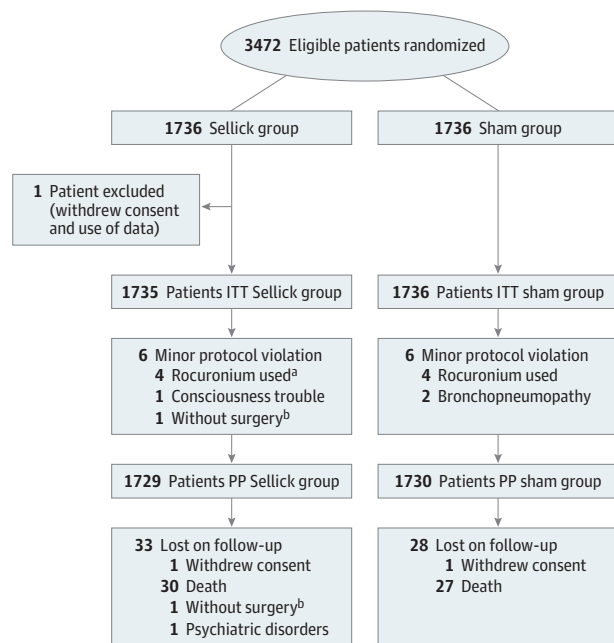 3472 Eligible patients randomized
1736 Sellick group
1736 Sham group
1 Patient excluded
(withdrew consent
and use of data)
1735 Patients ITT Sellick group
1736 Patients ITT sham group
6 Minor protocol violation
4 Rocuronium usedᵃ
1 Consciousness trouble
1 Without surgeryᵇ
6 Minor protocol violation
4 Rocuronium used
2 Bronchopneumopathy
1729 Patients PP Sellick group
1730 Patients PP sham group
33 Lost on follow-up
1 Withdrew consent
30 Death
1 Without surgeryᵇ
1 Psychiatric disorders
28 Lost on follow-up
1 Withdrew consent
27 Death